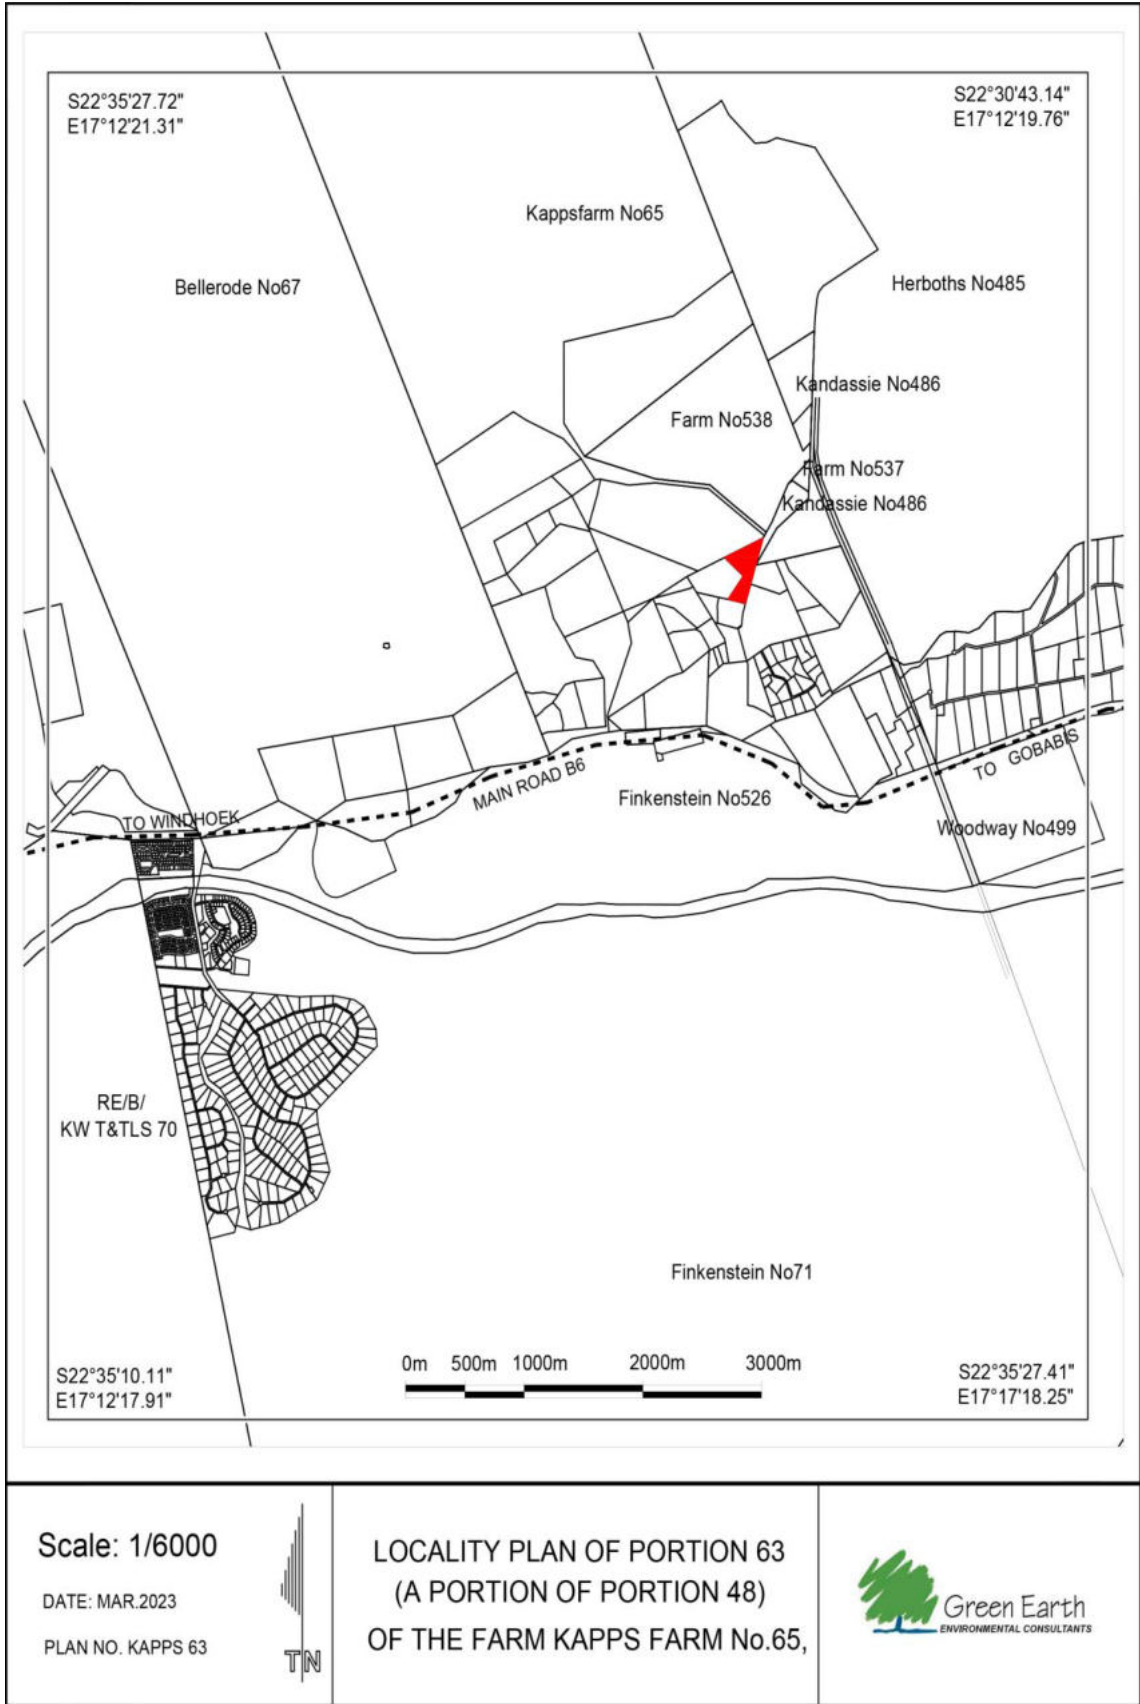 S22°35'27.72"
E17°12'21.31"
S22°30'43.14"
E17°12'19.76"
Kappsfarm No65
Bellerode No67
Herboths No485
Kandassie No486
Farm No538
Farm No537
Kandassie No486
MAIN ROAD B6
TO GOBABIS
Finkenstein No526
TO WINDHOEK
Woodway No499
RE/B/
KW T&TLS 70
Finkenstein No71
0m 500m 1000m 2000m 3000m
S22°35'10.11"
E17°12'17.91"
S22°35'27.41"
E17°17'18.25"
Scale: 1/6000
DATE: MAR.2023
PLAN NO. KAPPS 63
TN
LOCALITY PLAN OF PORTION 63
(A PORTION OF PORTION 48)
OF THE FARM KAPPS FARM No.65,
Green Earth
ENVIRONMENTAL CONSULTANTS